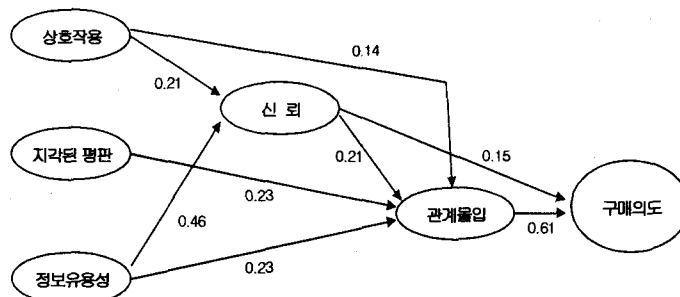 상호작용
0.14
0.21
신 뢰
지각된 평판
0.21
0.15
0.23
관계몰입
구매의도
0.46
0.61
0.23
정보유용성